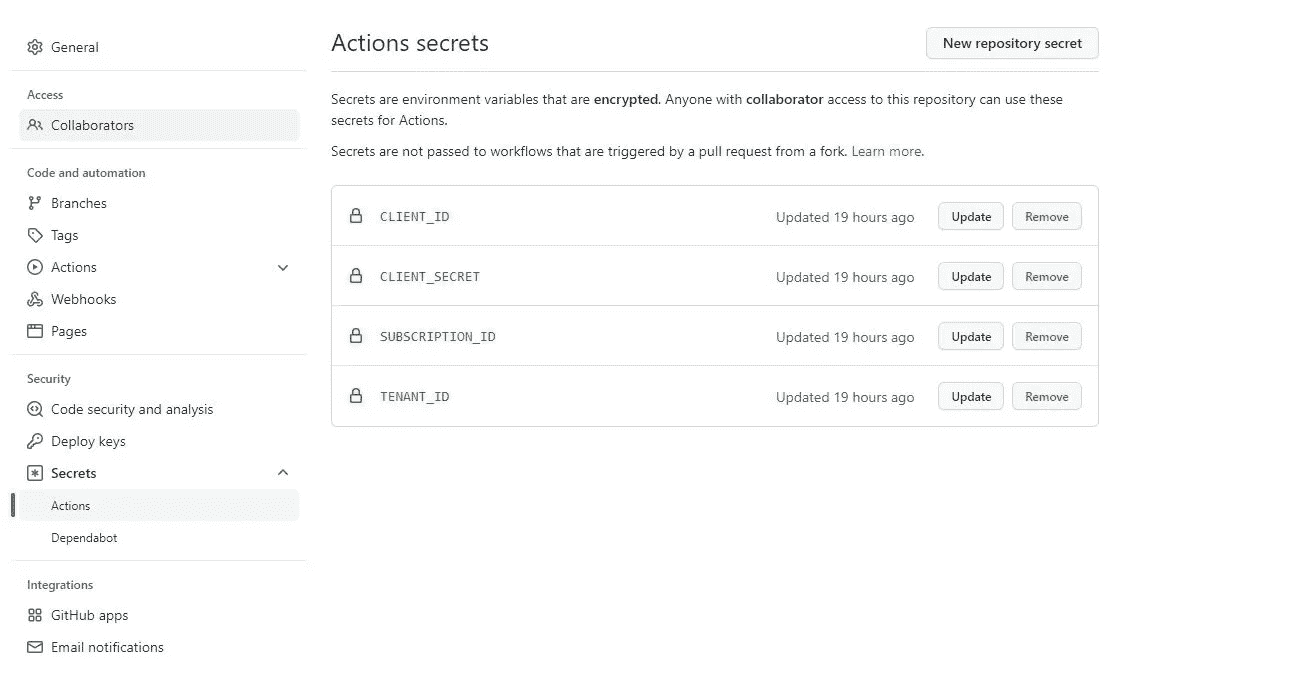 General
Access
Collaborators
Code and automation
Branches
Tags
Actions
Webhooks
Pages
Security
Code security and analysis
Deploy keys
Secrets
Actions
Dependabot
Integrations
GitHub apps
Email notifications
Actions secrets
New repository secret
Secrets are environment variables that are encrypted. Anyone with collaborator access to this repository can use these
secrets for Actions.
Secrets are not passed to workflows that are triggered by a pull request from a fork. Learn more.
CLIENT_ID Updated 19 hours ago Update Remove
CLIENT_SECRET Updated 19 hours ago Update Remove
SUBSCRIPTION_ID Updated 19 hours ago Update Remove
TENANT_ID Updated 19 hours ago Update Remove